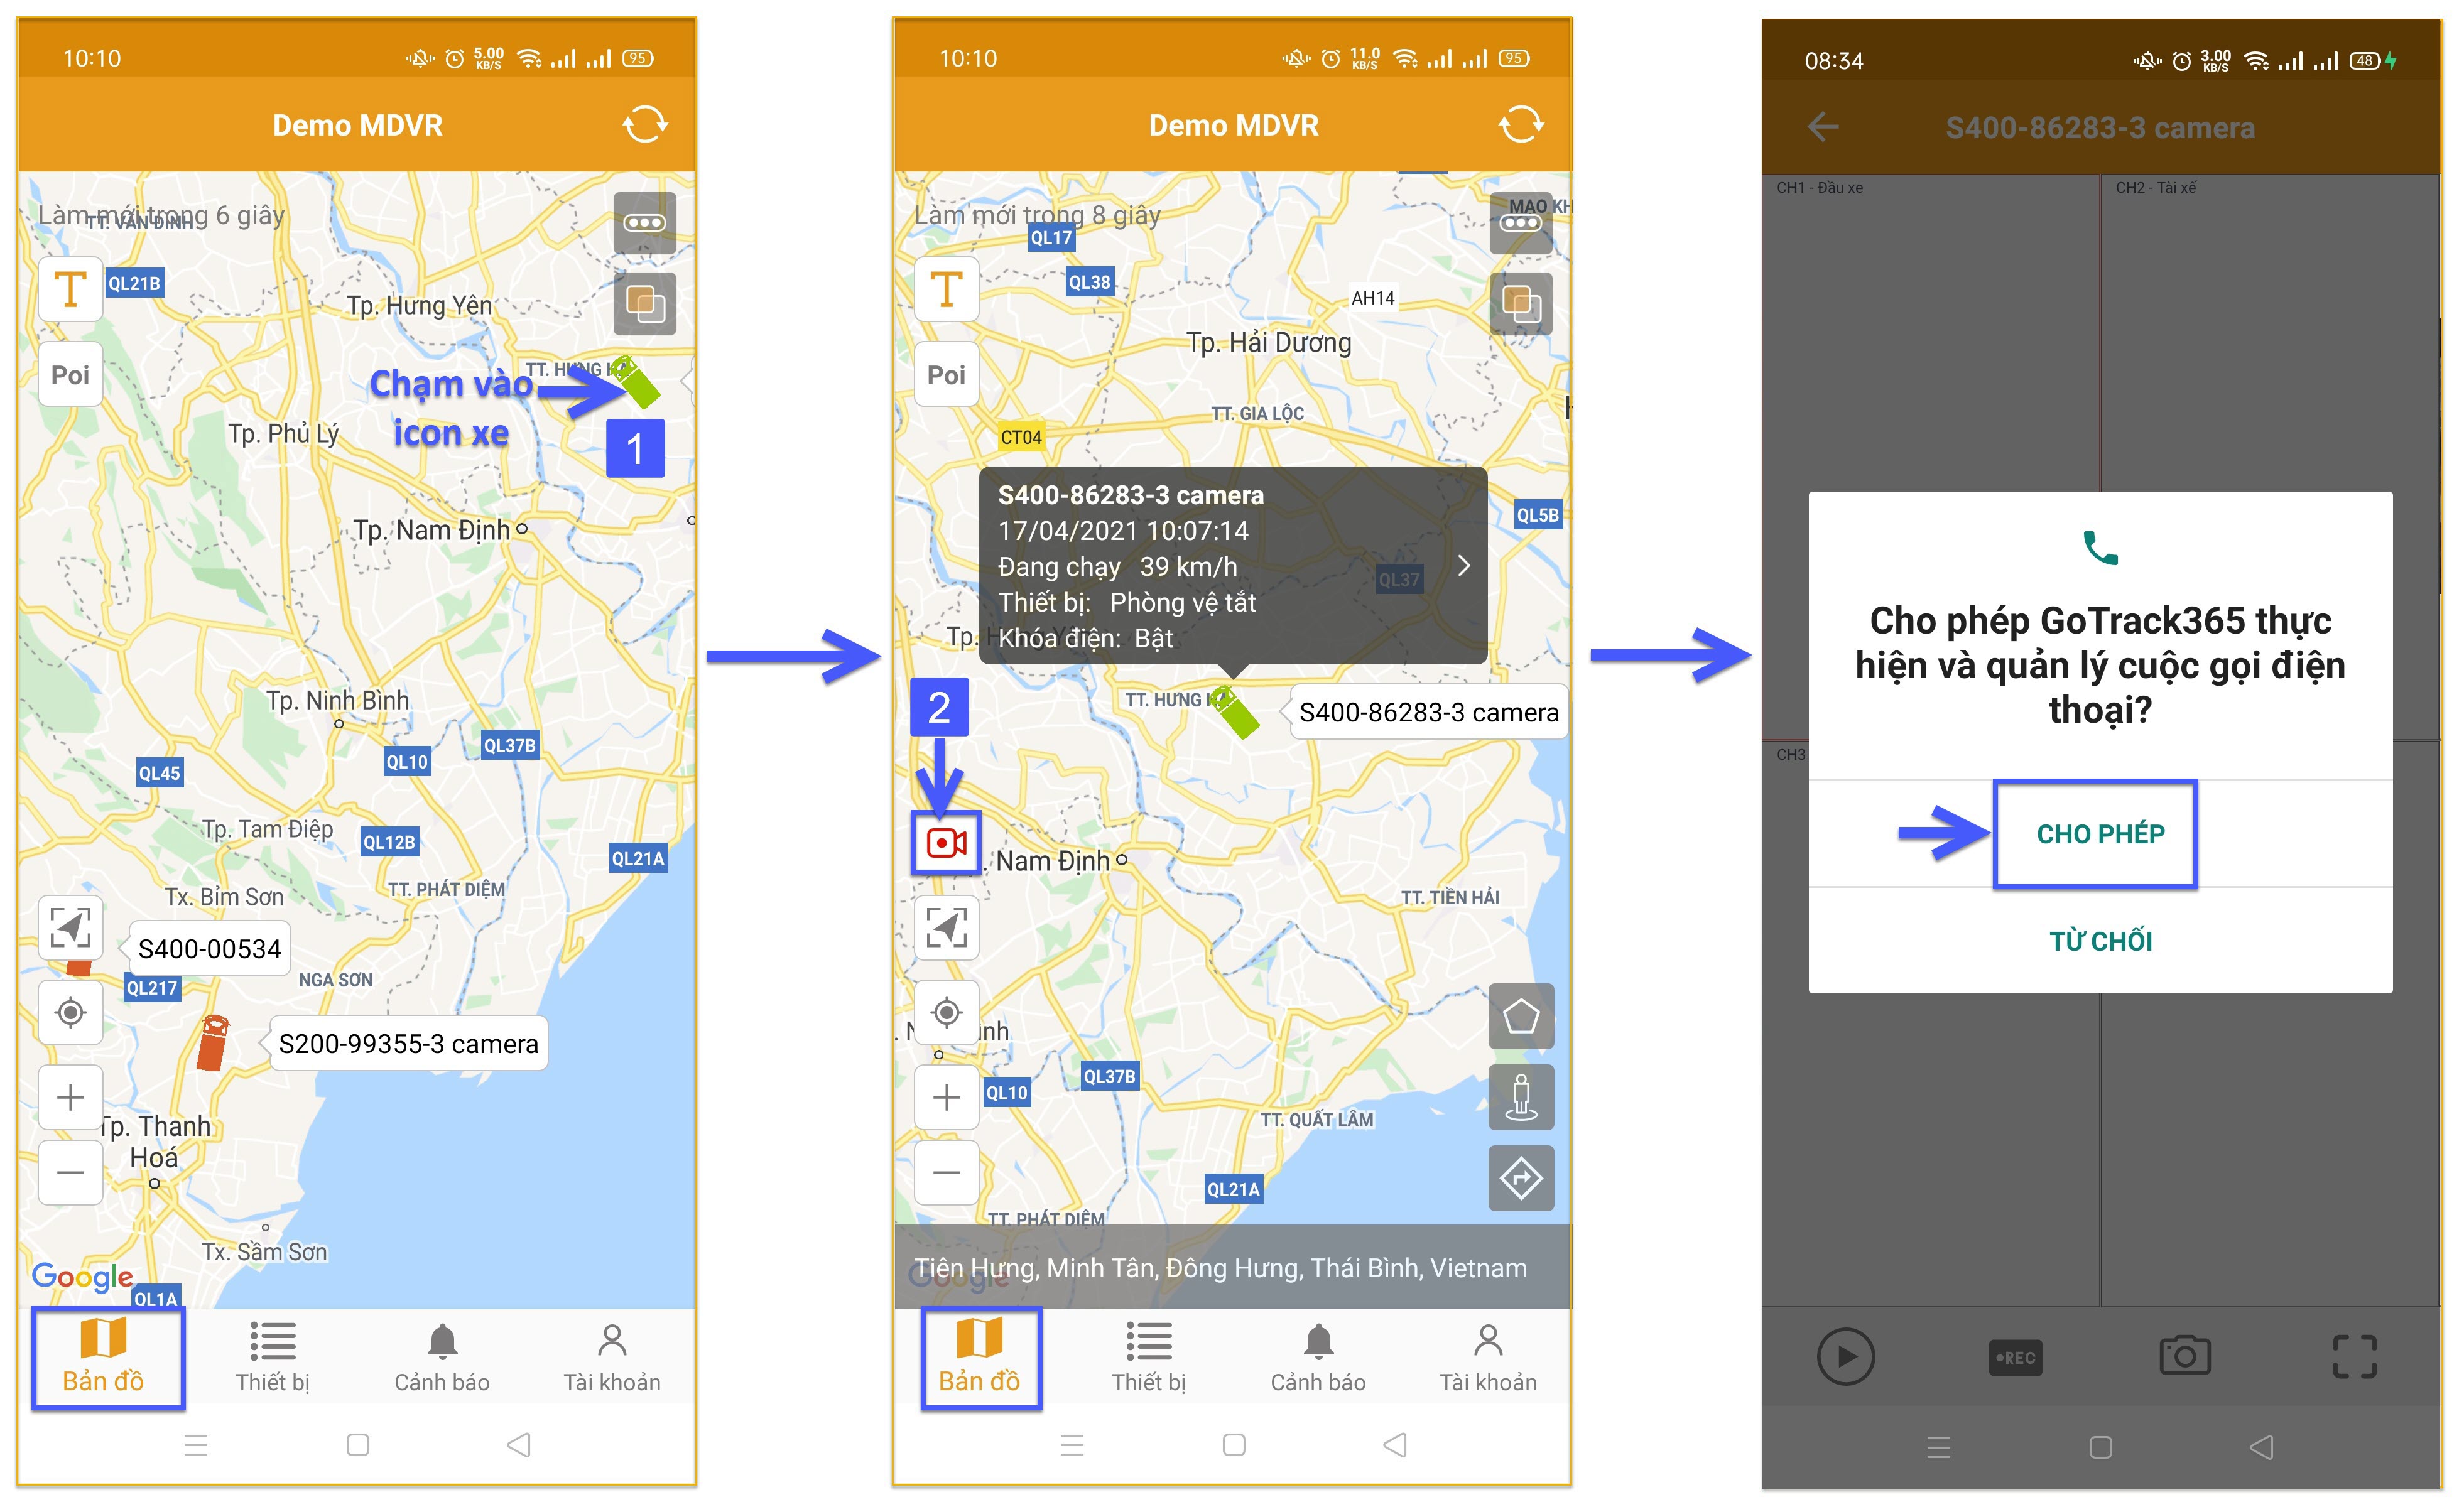 10:10
5.00
KB/S
95
Demo MDVR
Làm mới trong 6 giây
TT. VÂN ĐÌNH
T
QL21B
Tp. Hưng Yên
Poi
Chạm vào
icon xe
1
Tp. Phủ Lý
Tp. Nam Định
Tp. Ninh Bình
QL37B
QL10
QL45
Tp. Tam Điệp
QL12B
QL21A
TT. PHÁT DIỆM
Tx. Bỉm Sơn
S400-00534
NGA SƠN
QL217
S200-99355-3 camera
Tp. Thanh
Hoá
Tx. Sầm Sơn
Google
QL1A
Bản đồ
Thiết bị
Cảnh báo
Tài khoản
10:10
11.0
KB/S
95
Demo MDVR
Làm mới trong 8 giây
MAO KH
QL17
T
QL38
AH14
Tp. Hải Dương
Poi
TT. GIA LỘC
CT04
S400-86283-3 camera
17/04/2021 10:07:14
Đang chạy 39 km/h
Thiết bị: Phòng vệ tắt
Khóa điện: Bật
QL5B
QL37
TT. HƯNG
S400-86283-3 camera
2
Nam Định
TT. TIỀN HẢI
QL37B
QL10
TT. QUẤT LÂM
QL21A
TT. PHÁT DIỆM
Tiên Hưng, Minh Tân, Đông Hưng, Thái Bình, Vietnam
Bản đồ
Thiết bị
Cảnh báo
Tài khoản
08:34
3.00
KB/S
48
S400-86283-3 camera
CH1 - Đầu xe
CH2 - Tài xế
CH3
Cho phép GoTrack365 thực
hiện và quản lý cuộc gọi điện
thoại?
CHO PHÉP
TỪ CHỐI
REC